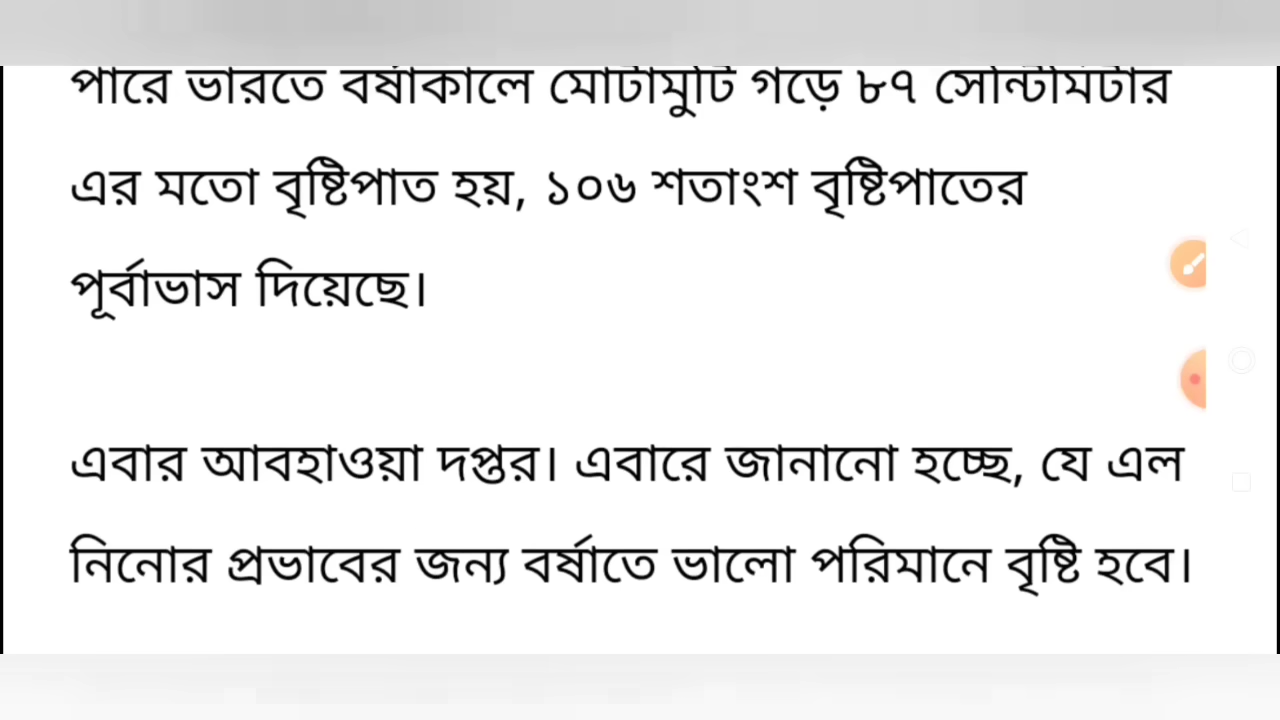 পারে ভারতে বর্ষাকালে মোটামুটি গড়ে ৮৭ সেন্টিমিটার
এর মতো বৃষ্টিপাত হয়, ১০৬ শতাংশ বৃষ্টিপাতের
পূর্বাভাস দিয়েছে।
এবার আবহাওয়া দপ্তর। এবারে জানানো হচ্ছে, যে এল
নিনোর প্রভাবের জন্য বর্ষাতে ভালো পরিমানে বৃষ্টি হবে।